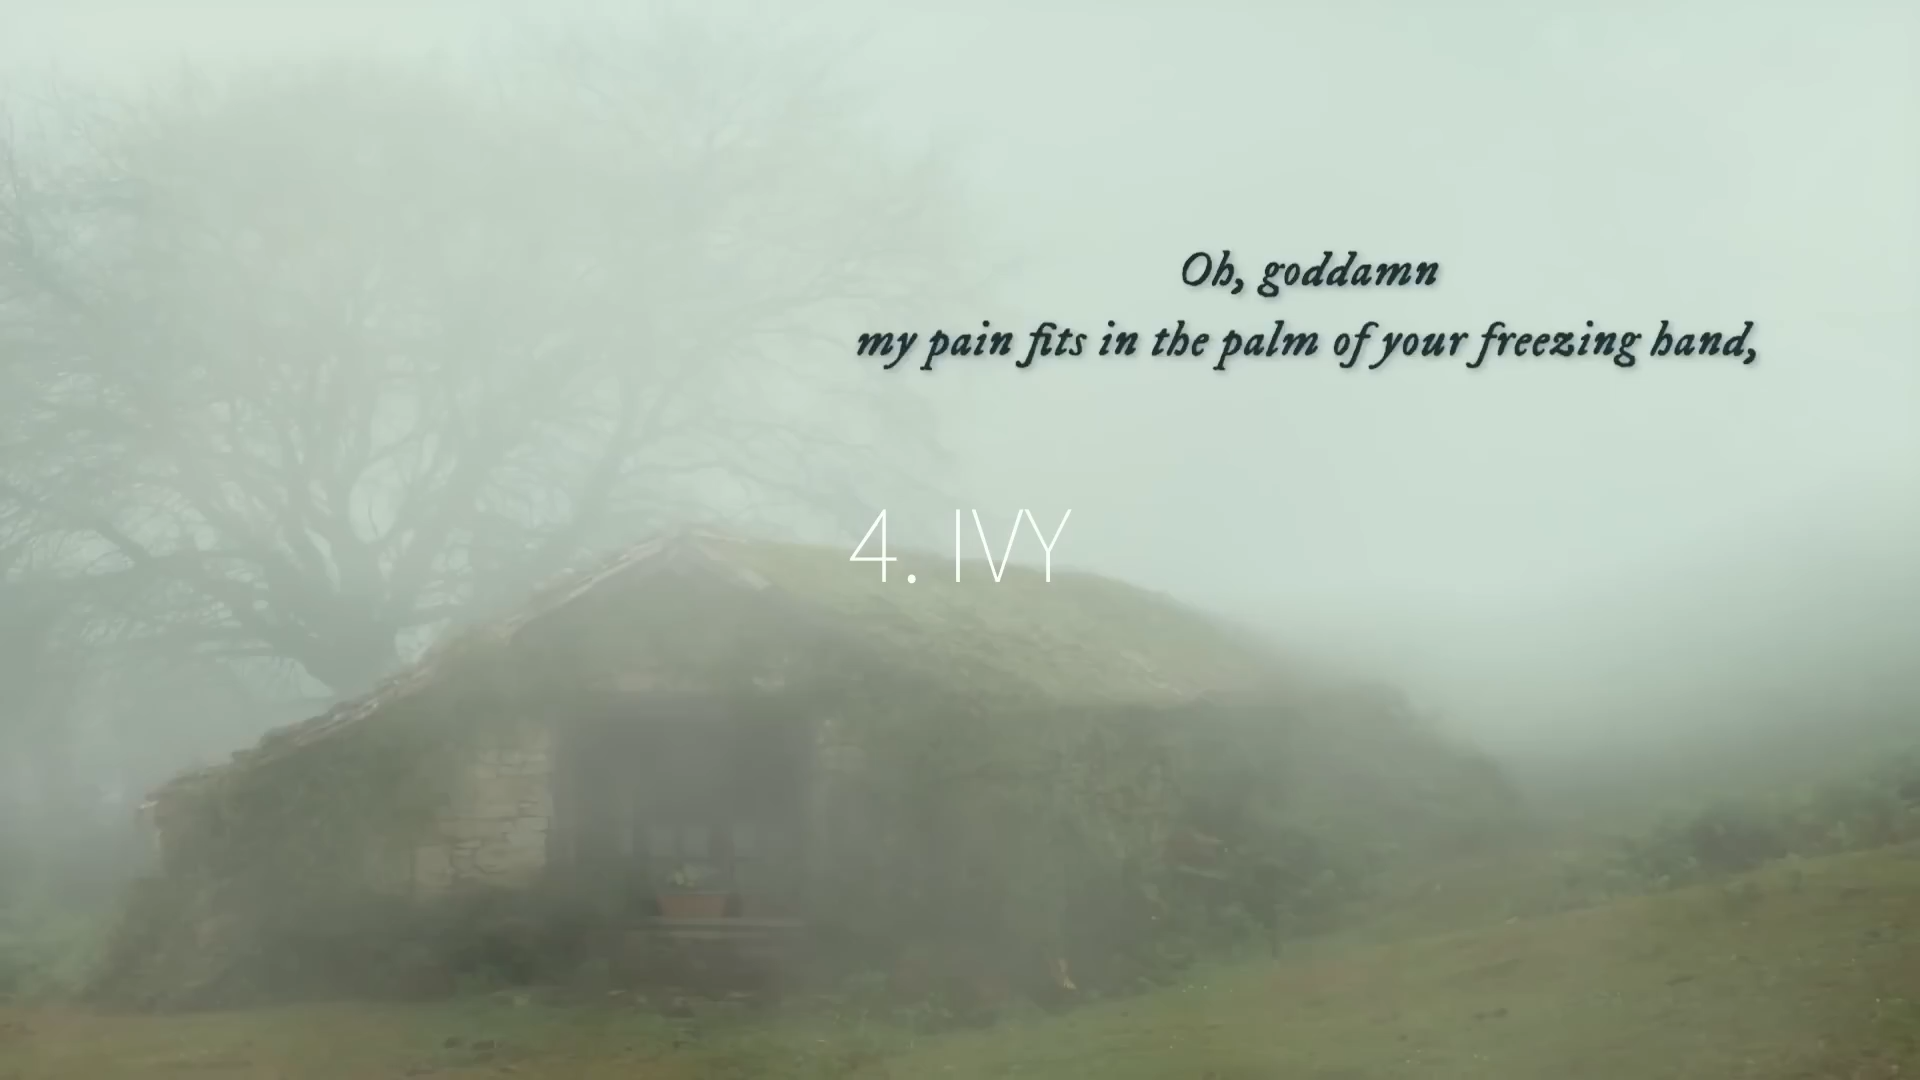 Oh, goddamn
my pain fits in the palm of your freezing hand,
4. IVY